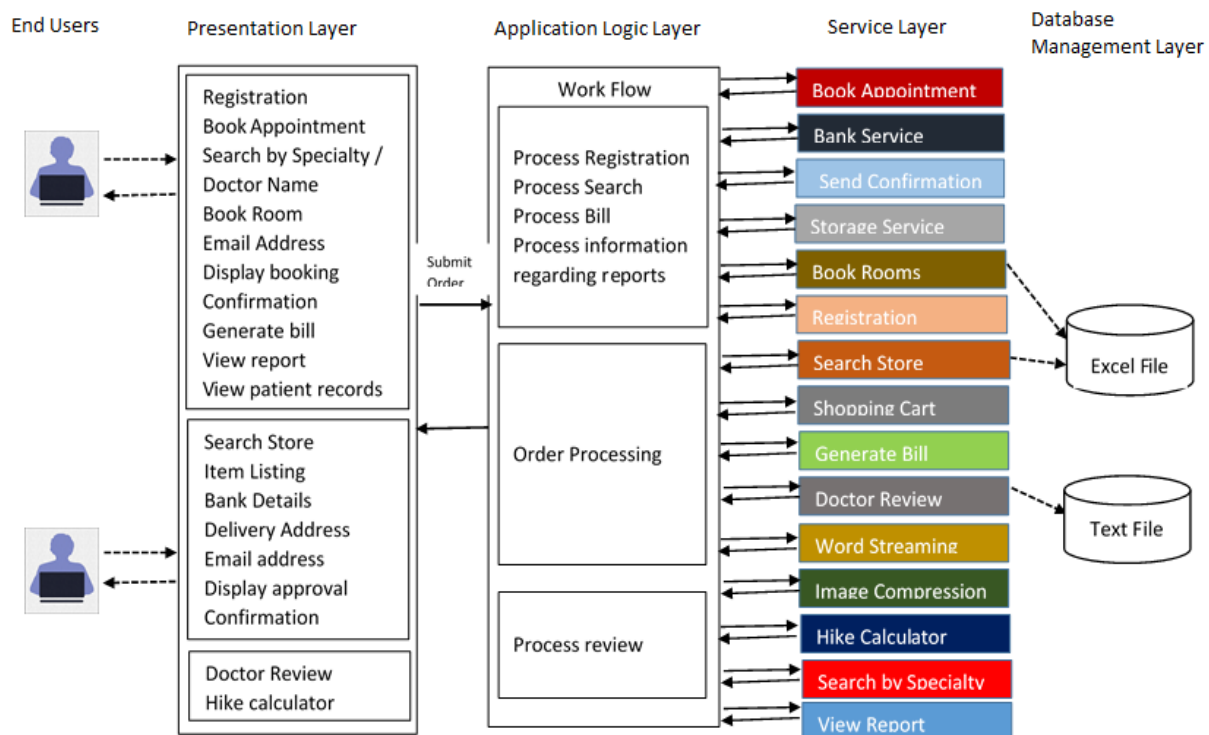 End Users
Presentation Layer
Application Logic Layer
Service Layer
Database
Management Layer
Registration
Book Appointment
Search by Specialty /
Doctor Name
Book Room
Email Address
Display booking
Confirmation
Generate bill
View report
View patient records
Search Store
Item Listing
Bank Details
Delivery Address
Email address
Display approval
Confirmation
Doctor Review
Hike calculator
Submit
Order
Work Flow
Process Registration
Process Search
Process Bill
Process information
regarding reports
Order Processing
Process review
Book Appointment
Bank Service
Send Confirmation
Storage Service
Book Rooms
Registration
Search Store
Shopping Cart
Generate Bill
Doctor Review
Word Streaming
Image Compression
Hike Calculator
Search by Specialty
View Report
Excel File
Text File